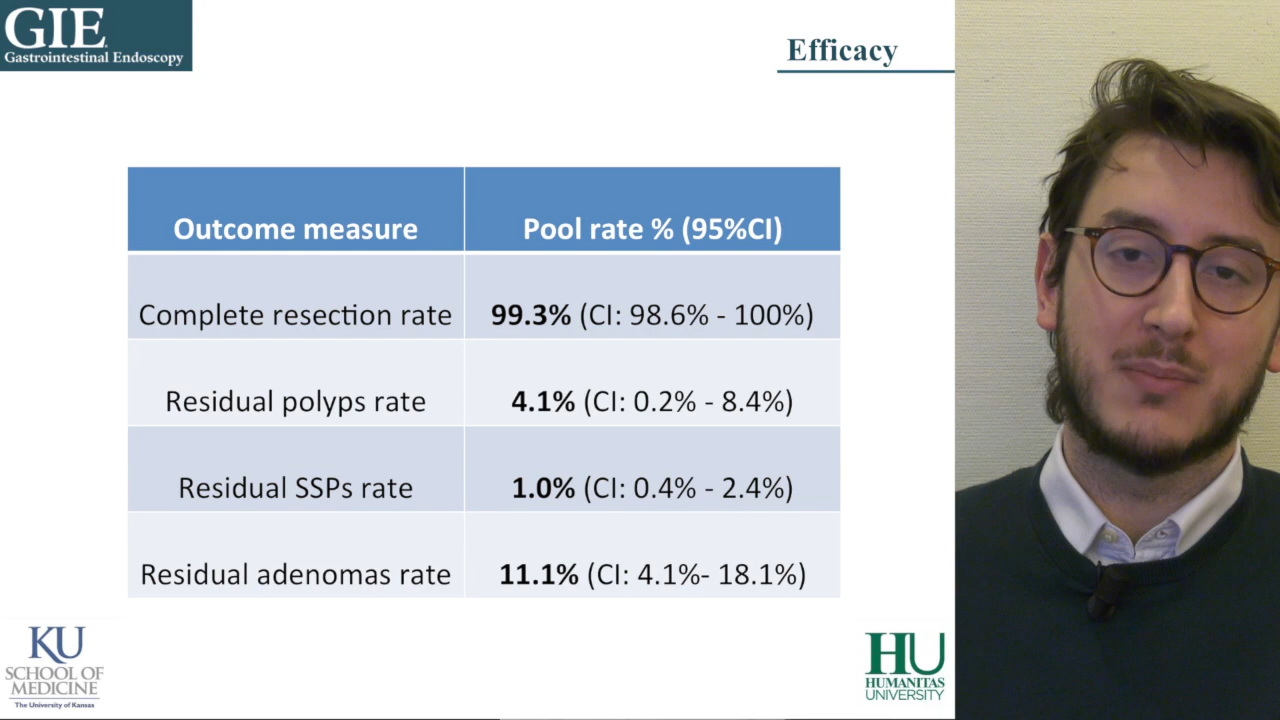 GIE
Gastrointestinal Endoscopy
Efficacy
Outcome measure
Pool rate % (95%CI)
Complete resection rate
99.3% (CI: 98.6% - 100%)
Residual polyps rate
4.1% (CI: 0.2% - 8.4%)
Residual SSPs rate
1.0% (CI: 0.4% - 2.4%)
Residual adenomas rate
11.1% (CI: 4.1%- 18.1%)
KU
SCHOOL OF
MEDICINE
The University of Kansas
HU
HUMANITAS
UNIVERSITY